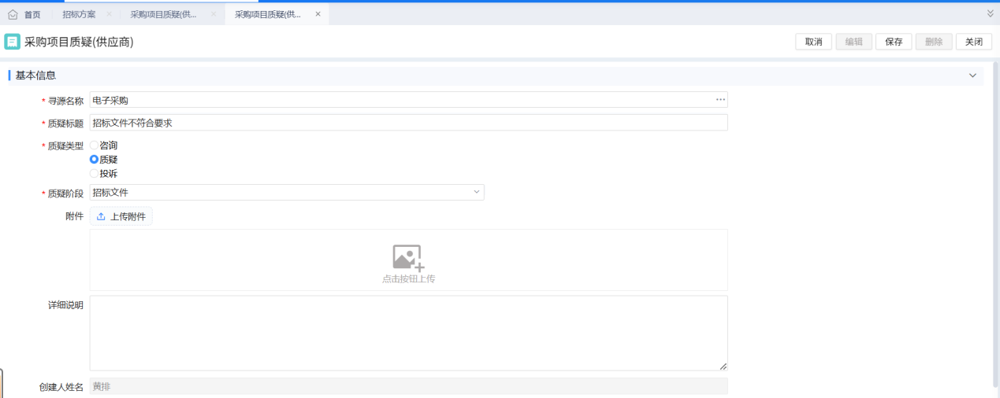 首页 招标方案 采购项目质疑(供... 采购项目质疑(供...
采购项目质疑(供应商) 取消 编辑 保存 删除 关闭
基本信息
* 寻源名称 电子采购 ...
* 质疑标题 招标文件不符合要求
* 质疑类型 咨询
质疑
投诉
* 质疑阶段 招标文件
附件 上传附件
点击按钮上传
详细说明
创建人姓名 黄排